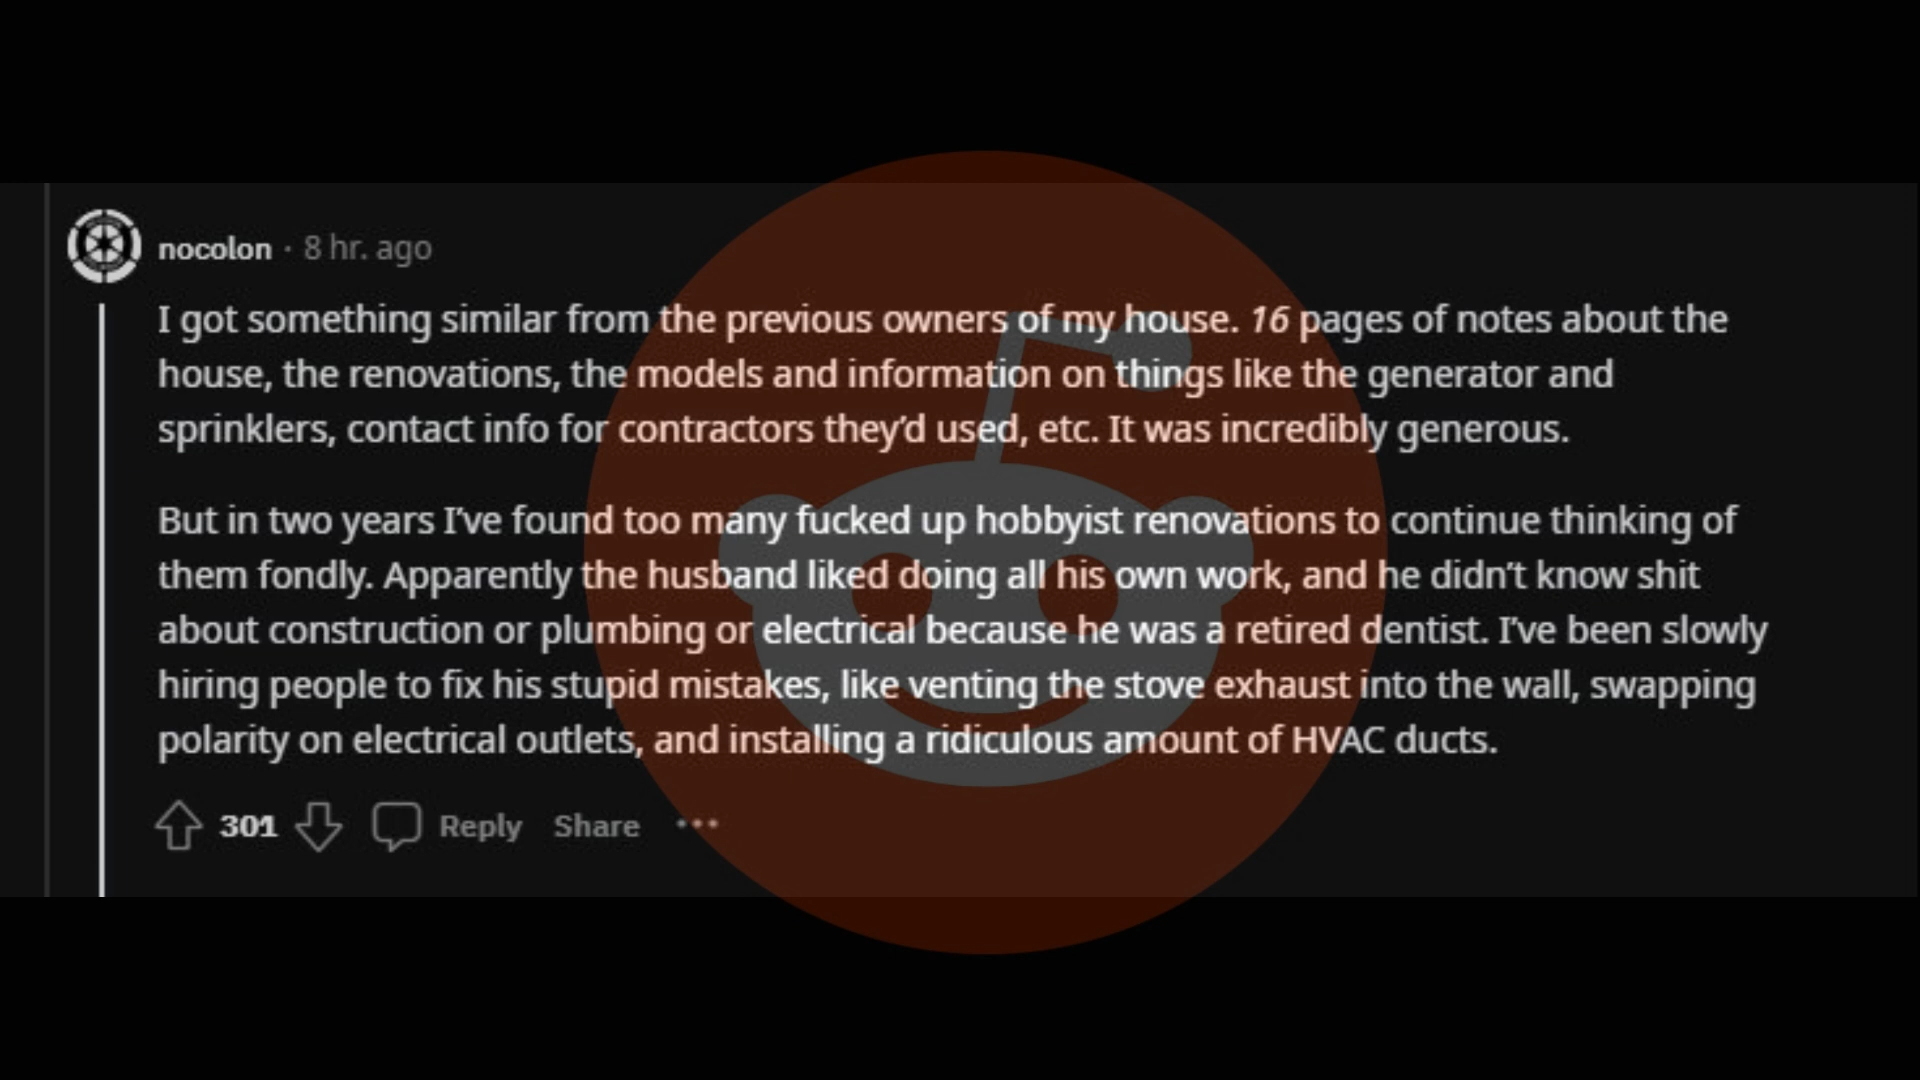 nocolon · 8 hr. ago
I got something similar from the previous owners of my house. 16 pages of notes about the
house, the renovations, the models and information on things like the generator and
sprinklers, contact info for contractors they’d used, etc. It was incredibly generous.
But in two years I’ve found too many fucked up hobbyist renovations to continue thinking of
them fondly. Apparently the husband liked doing all his own work, and he didn’t know shit
about construction or plumbing or electrical because he was a retired dentist. I’ve been slowly
hiring people to fix his stupid mistakes, like venting the stove exhaust into the wall, swapping
polarity on electrical outlets, and installing a ridiculous amount of HVAC ducts.
301 Reply Share •••